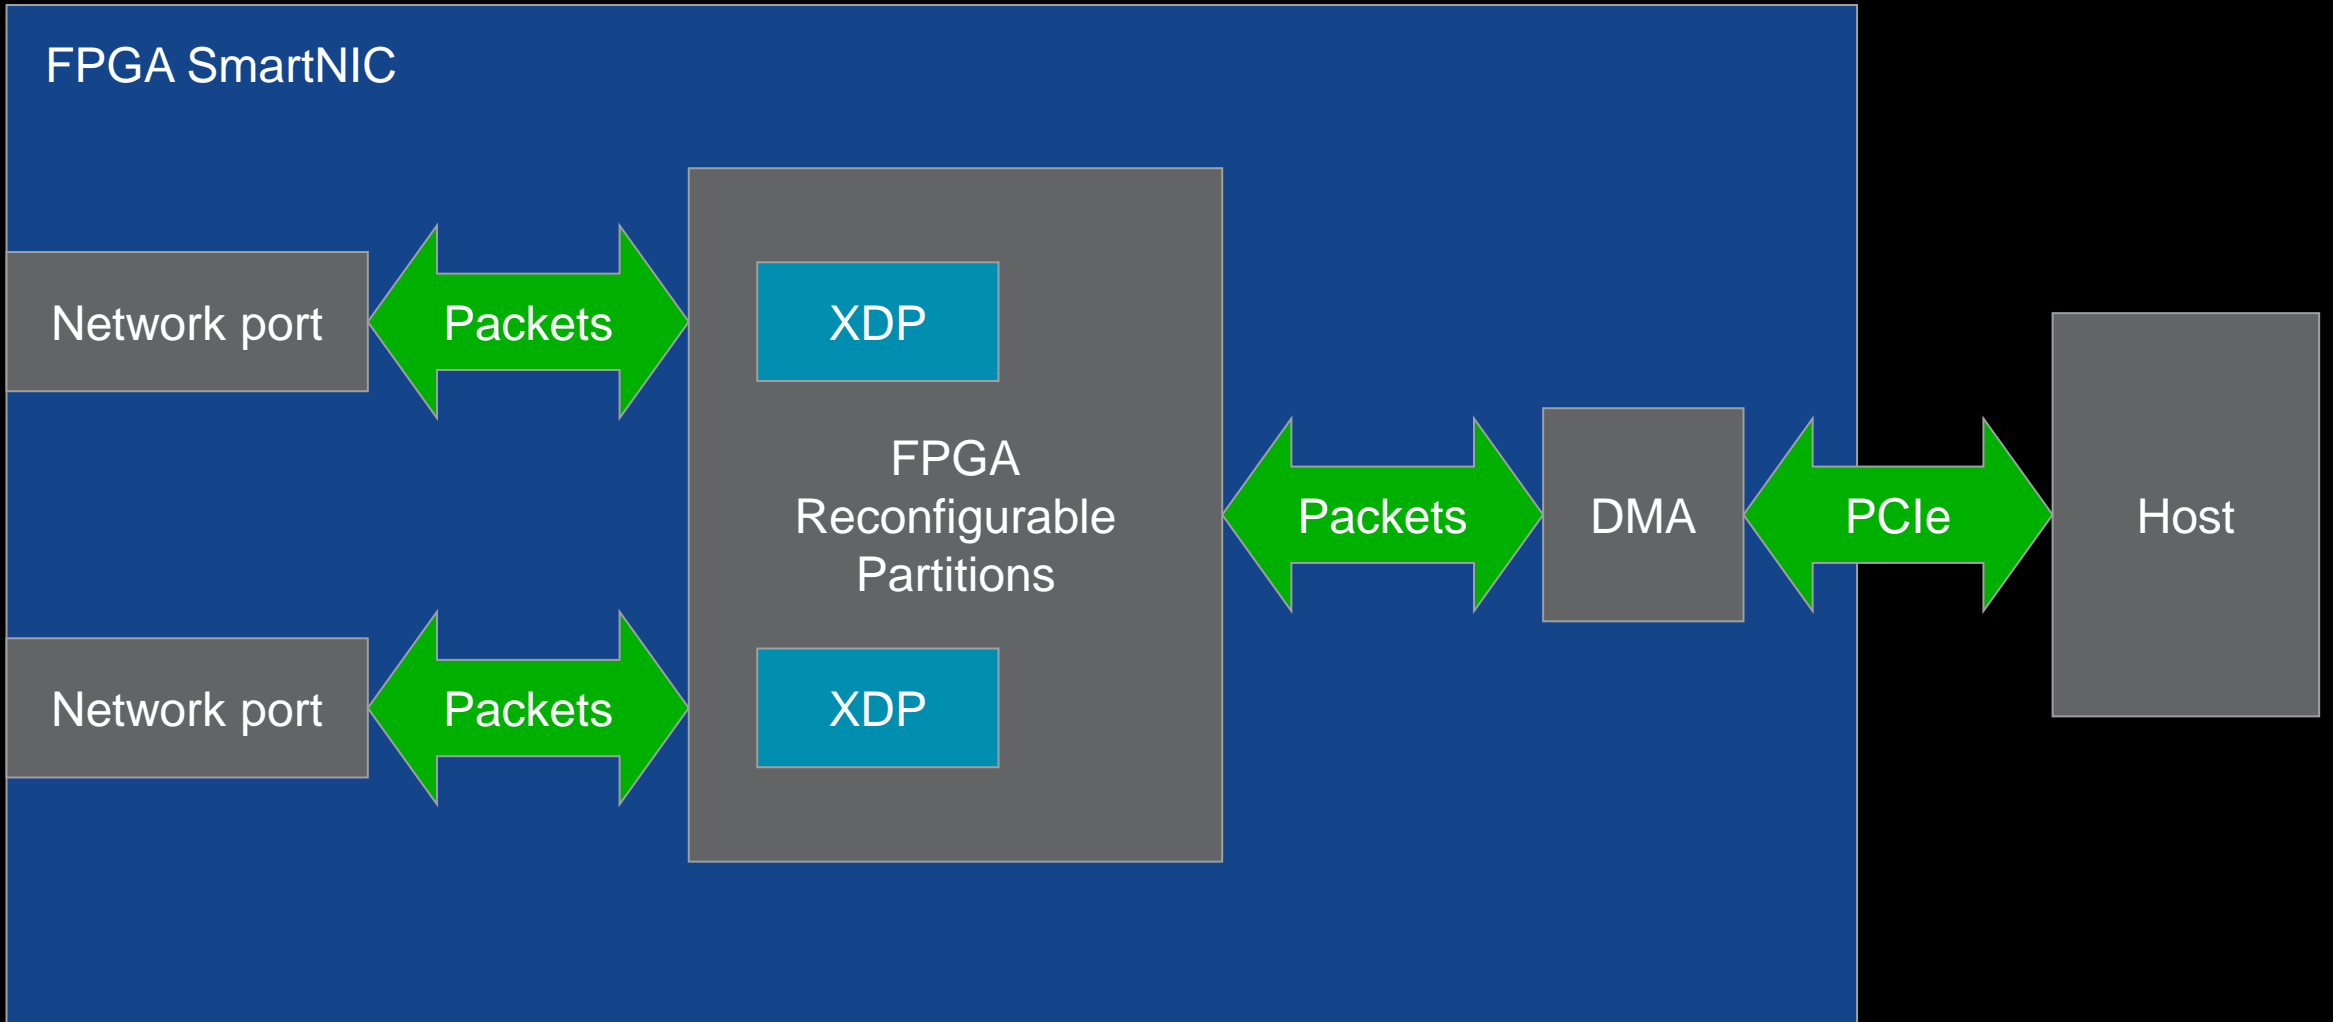 FPGA SmartNIC
Network port
Packets
XDP
FPGA
Reconfigurable
Partitions
Packets
DMA
PCIe
Host
Network port
Packets
XDP